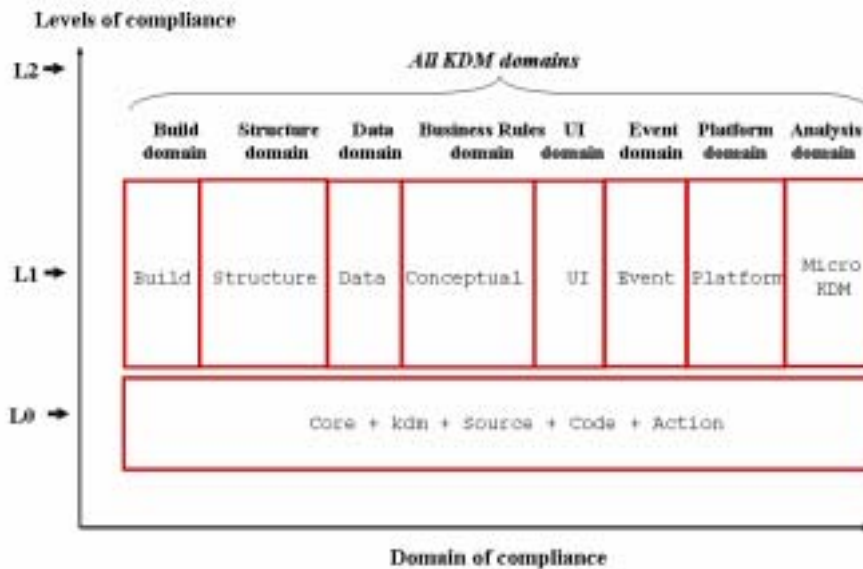 Levels of compliance
L2
All KDM domains
Build domain
Structure domain
Data domain
Business Rules domain
UI domain
Event domain
Platform domain
Analysis domain
L1
Build
Structure
Data
Conceptual
UI
Event
Platform
Micro KDM
L0
Core + kdm + Source + Code + Action
Domain of compliance